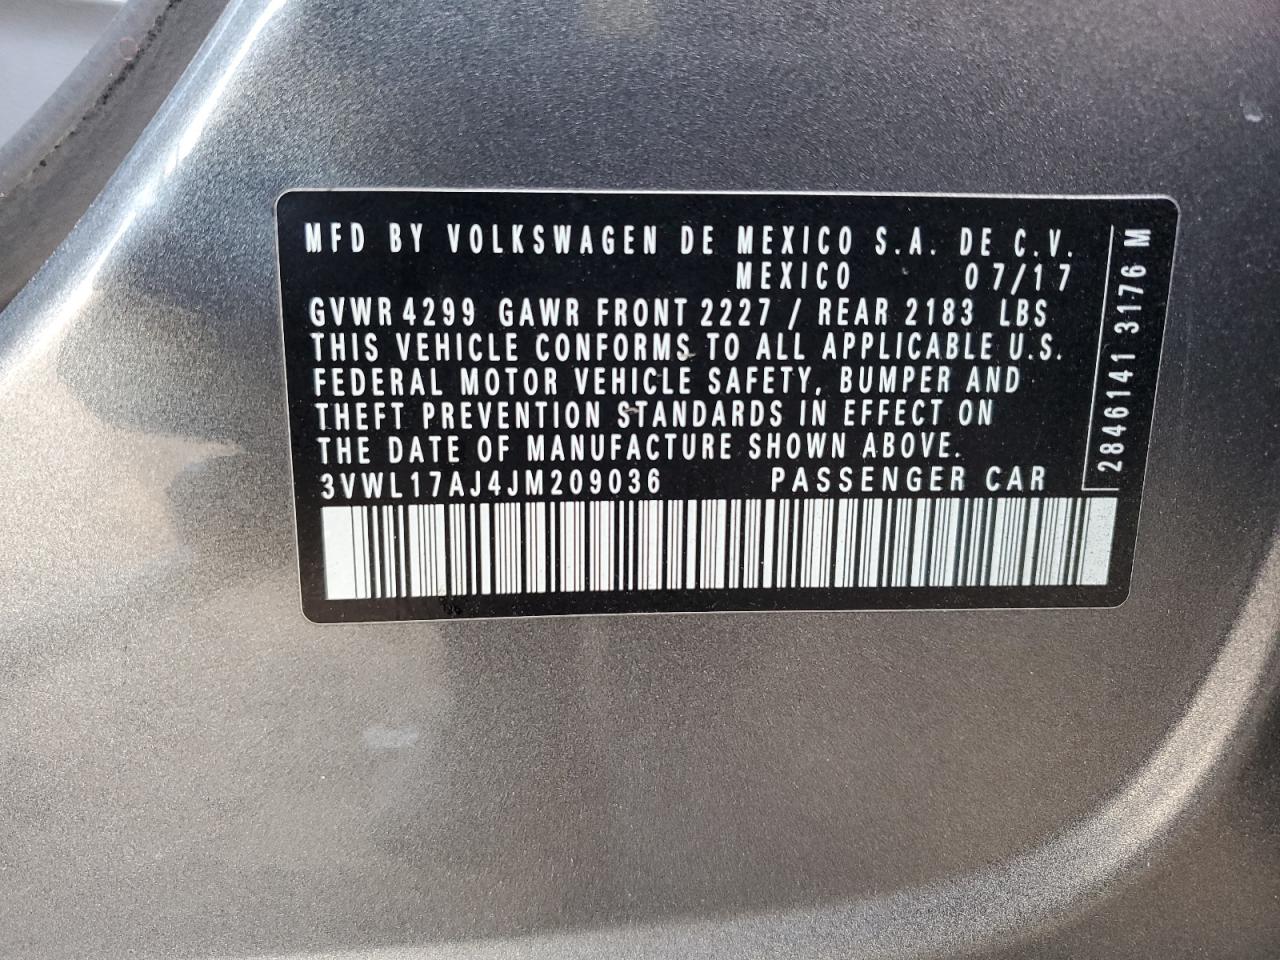 MFD BY VOLKSWAGEN DE MEXICO S.A. DE C.V.
MEXICO 07/17
GVWR 4299 GAWR FRONT 2227 / REAR 2183 LBS
THIS VEHICLE CONFORMS TO ALL APPLICABLE U.S.
FEDERAL MOTOR VEHICLE SAFETY, BUMPER AND
THEFT PREVENTION STANDARDS IN EFFECT ON
THE DATE OF MANUFACTURE SHOWN ABOVE.
3VWL17AJ4JM209036 PASSENGER CAR
2846141 3176 M